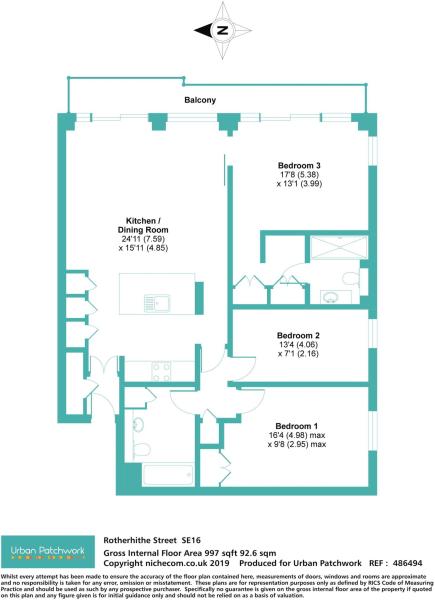 N
Balcony
Bedroom 3
17'8 (5.38)
x 13'1 (3.99)
Kitchen /
Dining Room
24'11 (7.59)
x 15'11 (4.85)
Bedroom 2
13'4 (4.06)
x 7'1 (2.16)
Bedroom 1
16'4 (4.98) max
x 9'8 (2.95) max
Urban Patchwork
Rotherhithe Street SE16
Gross Internal Floor Area 997 sqft 92.6 sqm
Copyright nichecom.co.uk 2019 Produced for Urban Patchwork REF : 486494
Whilst every attempt has been made to ensure the accuracy of the floor plan contained here, measurements of doors, windows and rooms are approximate
and no responsibility is taken for any error, omission or misstatement. These plans are for representation purposes only as defined by RICS Code of Measuring
Practice and should be used as such by any prospective purchaser. Specifically no guarantee is given on the gross internal floor area of the property if quoted
on this plan and any figure given is for initial guidance only and should not be relied on as a basis of valuation.